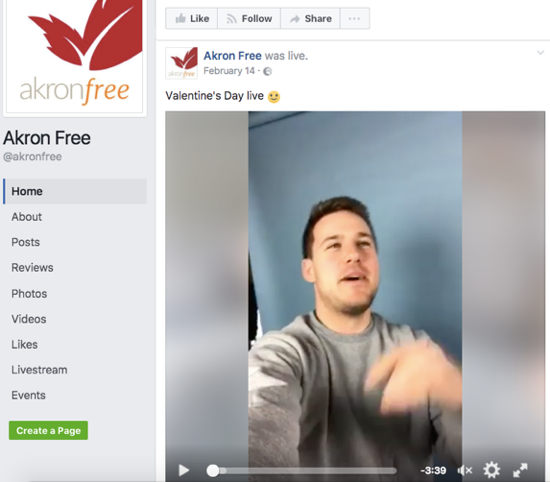 akronfree
Akron Free
@akronfree
Home
About
Posts
Reviews
Photos
Videos
Likes
Livestream
Events
Create a Page
Like
Follow
Share
akronfree
Akron Free was live.
February 14 ·
Valentine's Day live
-3:39